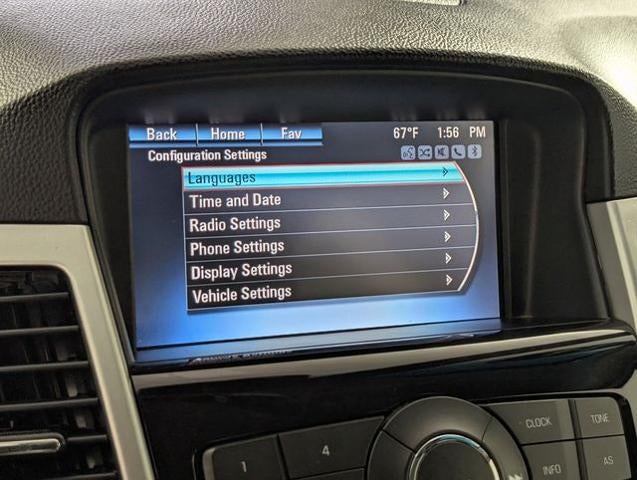 Back Home Fav 67°F 1:56 PM
Configuration Settings
Languages
Time and Date
Radio Settings
Phone Settings
Display Settings
Vehicle Settings
1 4 CLOCK TONE
INFO AS